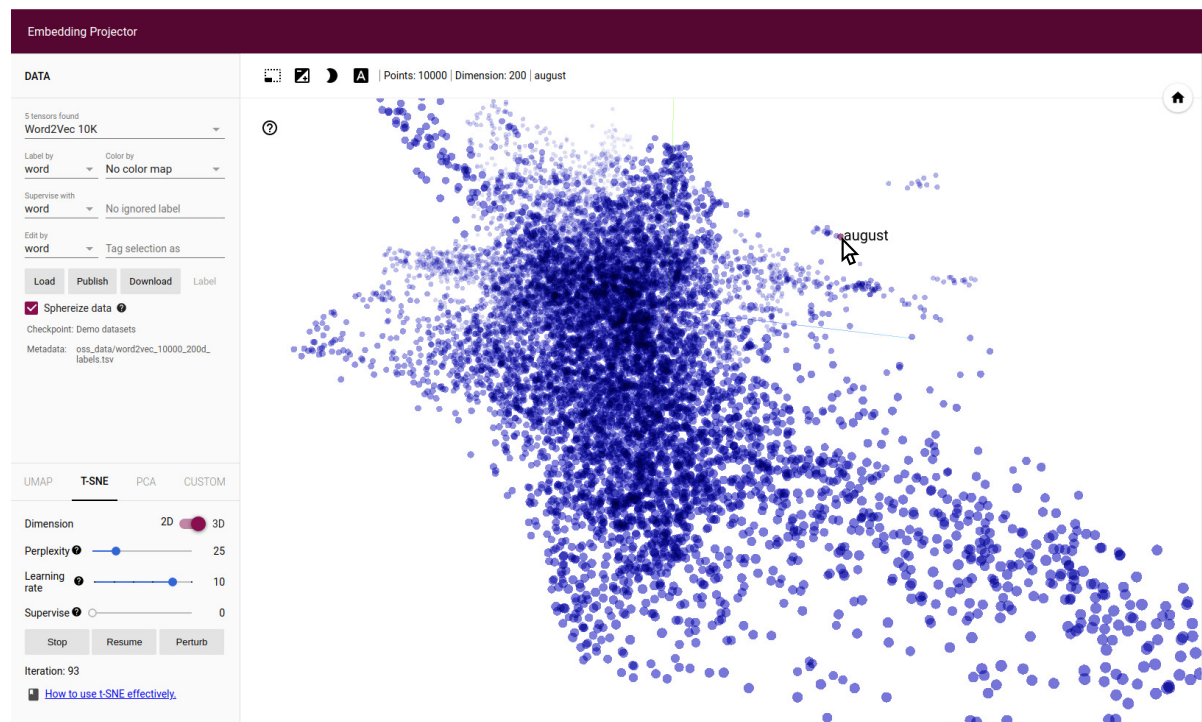 Embedding Projector
DATA
Points: 10000 | Dimension: 200 | august
5 tensors found
Word2Vec 10K
Label by
Color by
word
No color map
Supervise with
word
No ignored label
Edit by
word
Tag selection as
Load
Publish
Download
Label
Sphereize data
Checkpoint: Demo datasets
Metadata: oss_data/word2vec_10000_200d_
labels.tsv
august
UMAP
T-SNE
PCA
CUSTOM
Dimension 2D 3D
Perplexity 25
Learning
rate 10
Supervise 0
Stop
Resume
Perturb
Iteration: 93
How to use t-SNE effectively.